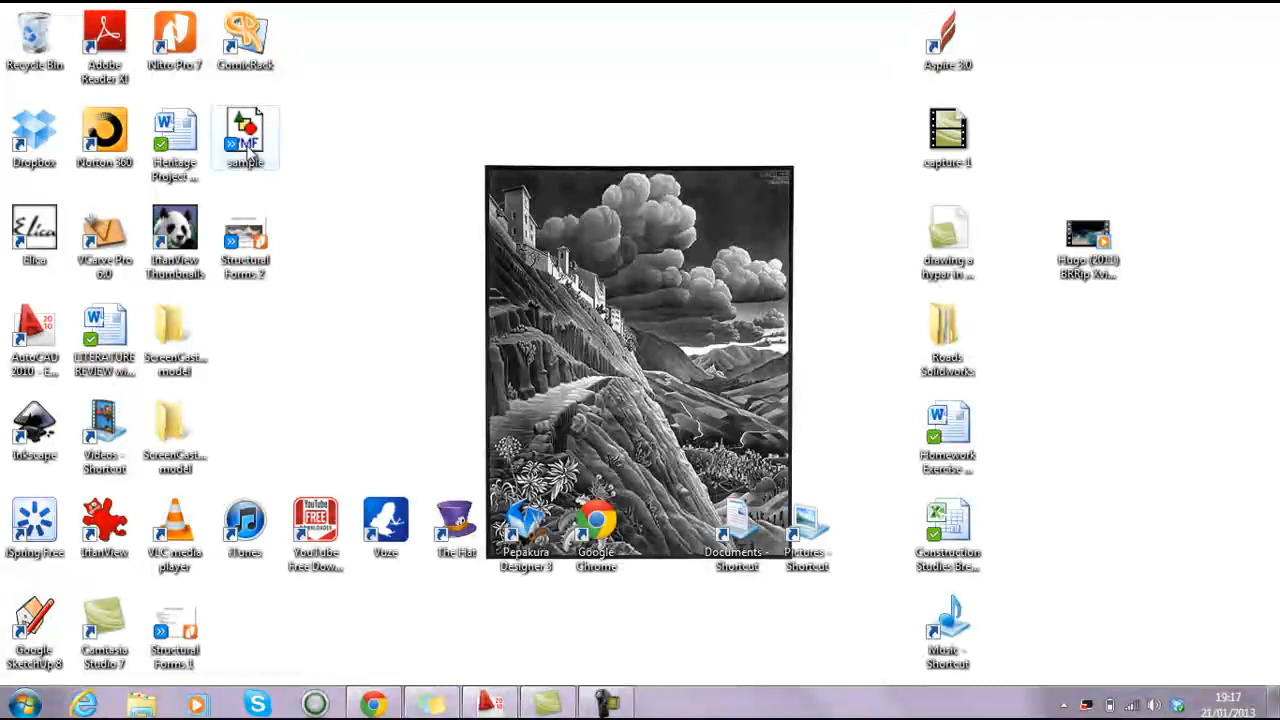 Recycle Bin
Adobe
Reader XI
Nitro Pro 7
ComicRack
Aspire 3.0
Dropbox
Norton 360
Heritage
Project ...
sample
capture-1
Elica
VCarve Pro
6.0
IrfanView
Thumbnails
Structural
Forms 2
drawing a
hypar in ...
Hugo (2011)
BRRip Xvi...
AutoCAD
2010 - E...
LITERATURE
REVIEW wi...
ScreenCast...
model
Roads
Solidworks
Inkscape
Videos -
Shortcut
ScreenCast...
model
Homework
Exercise ...
iSpring Free
IrfanView
VLC media
player
iTunes
YouTube
Free Dow...
Vuze
The Hat
Pepakura
Designer 3
Google
Chrome
Documents -
Shortcut
Pictures -
Shortcut
Construction
Studies Bre...
Google
SketchUp 8
Camtasia
Studio 7
Structural
Forms 1
Music -
Shortcut
19:17
21/01/2013